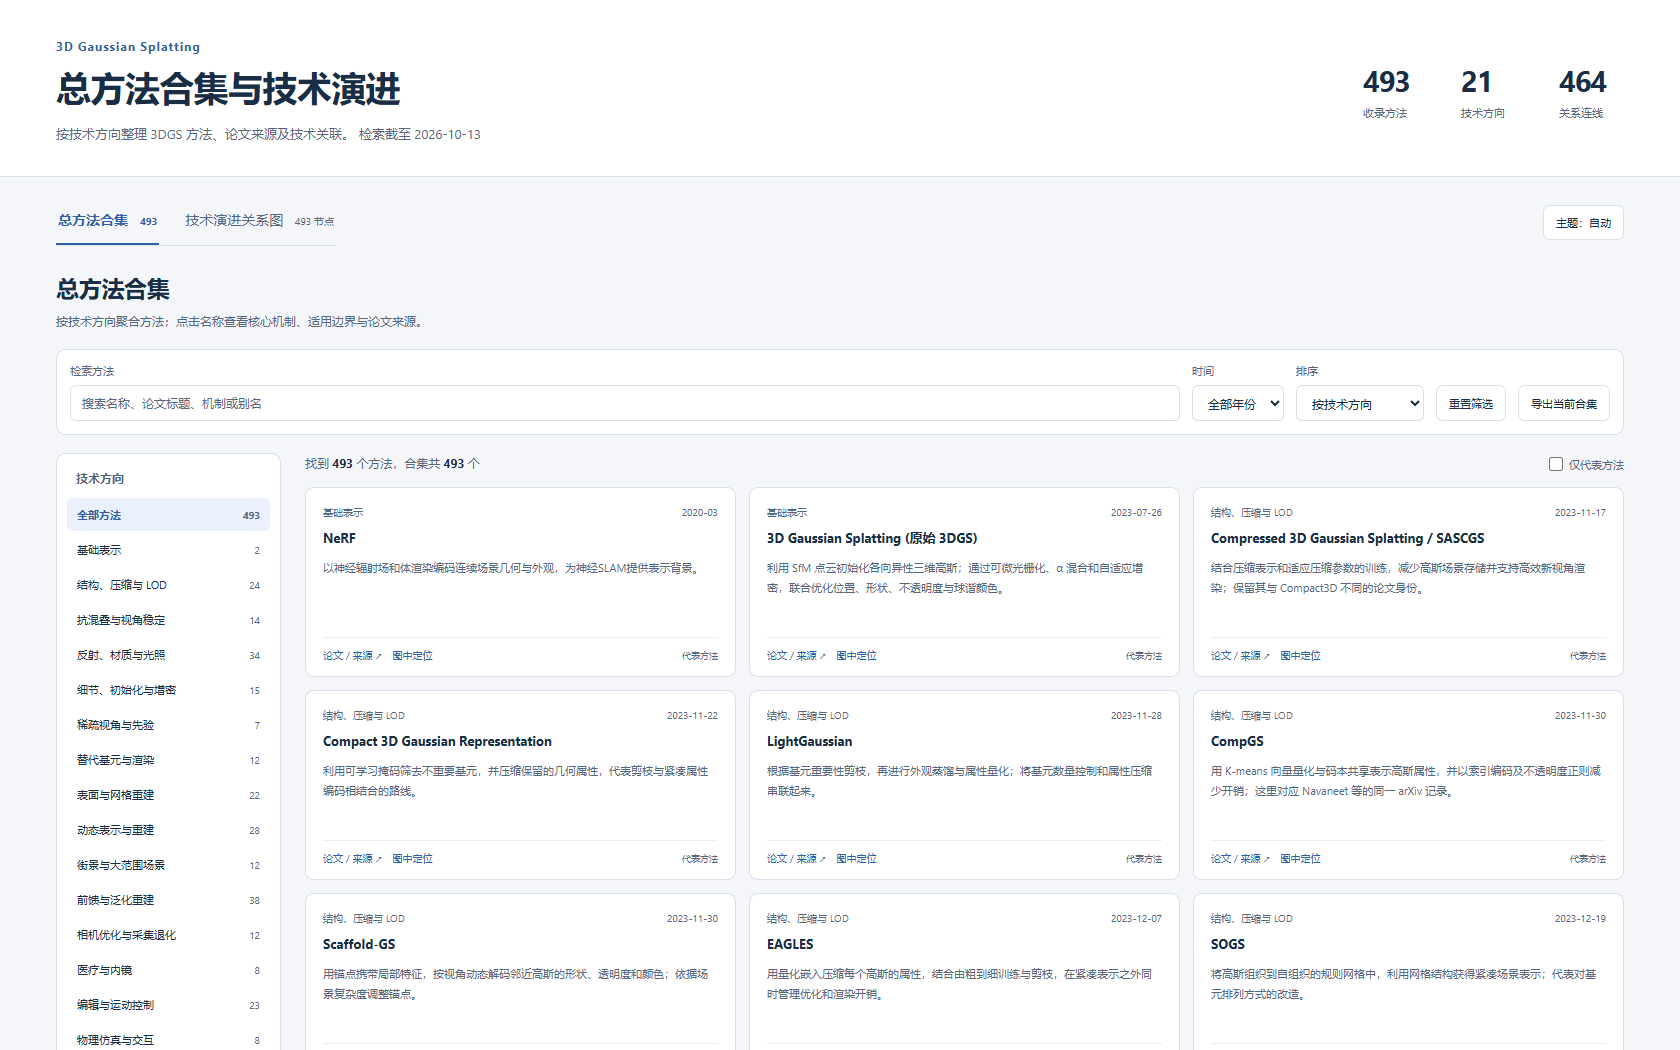 3D Gaussian Splatting
总方法合集与技术演进
按技术方向整理 3DGS 方法、论文来源及技术关联。 检索截至 2026-10-13
493
收录方法
21
技术方向
464
关系连线
总方法合集 493
技术演进关系图 493 节点
主题：自动
总方法合集
按技术方向聚合方法；点击名称查看核心机制、适用边界与论文来源。
检索方法
搜索名称、论文标题、机制或别名
时间
全部年份
排序
按技术方向
重置筛选
导出当前合集
技术方向
全部方法 493
基础表示 2
结构、压缩与 LOD 24
抗混叠与视角稳定 14
反射、材质与光照 34
细节、初始化与增密 15
稀疏视角与先验 7
替代基元与渲染 12
表面与网格重建 22
动态表示与重建 28
街景与大范围场景 12
前馈与泛化重建 38
相机优化与采集退化 12
医疗与内镜 8
编辑与运动控制 23
物理仿真与交互 8
找到 493 个方法，合集共 493 个
仅代表方法
基础表示 2020-03
NeRF
以神经辐射场和体渲染编码连续场景几何与外观，为神经SLAM提供表示背景。
论文 / 来源↗ 图中定位 代表方法
基础表示 2023-07-26
3D Gaussian Splatting (原始 3DGS)
利用 SfM 点云初始化各向异性三维高斯；通过可微光栅化、α 混合和自适应增
密，联合优化位置、形状、不透明度与球谐颜色。
论文 / 来源↗ 图中定位 代表方法
结构、压缩与 LOD 2023-11-17
Compressed 3D Gaussian Splatting / SASCGS
结合压缩表示和适应压缩参数的训练，减少高斯场景存储并支持高效新视角渲
染；保留其与 Compact3D 不同的论文身份。
论文 / 来源↗ 图中定位 代表方法
结构、压缩与 LOD 2023-11-22
Compact 3D Gaussian Representation
利用可学习掩码筛去不重要基元，并压缩保留的几何属性，代表剪枝与紧凑属性
编码相结合的路线。
论文 / 来源↗ 图中定位 代表方法
结构、压缩与 LOD 2023-11-28
LightGaussian
根据基元重要性剪枝，再进行外观蒸馏与属性量化；将基元数量控制和属性压缩
串联起来。
论文 / 来源↗ 图中定位 代表方法
结构、压缩与 LOD 2023-11-30
CompGS
用 K-means 向量量化与码本共享表示高斯属性，并以索引编码及不透明度正则减
少开销；这里对应 Navaneet 等的同一 arXiv 记录。
论文 / 来源↗ 图中定位 代表方法
结构、压缩与 LOD 2023-11-30
Scaffold-GS
用锚点携带局部特征，按视角动态解码邻近高斯的形状、透明度和颜色；依据场
景复杂度调整锚点。
结构、压缩与 LOD 2023-12-07
EAGLES
用量化嵌入压缩每个高斯的属性，结合由粗到细训练与剪枝，在紧凑表示之外同
时管理优化和渲染开销。
结构、压缩与 LOD 2023-12-19
SOGS
将高斯组织到自组织的规则网格中，利用网格结构获得紧凑场景表示；代表对基
元排列方式的改造。